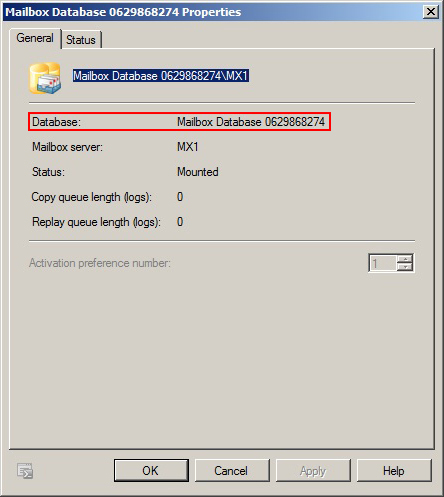 Mailbox Database 0629868274 Properties
General Status
Mailbox Database 0629868274\MX1
Database: Mailbox Database 0629868274
Mailbox server: MX1
Status: Mounted
Copy queue length (logs): 0
Replay queue length (logs): 0
Activation preference number: 1
OK Cancel Apply Help